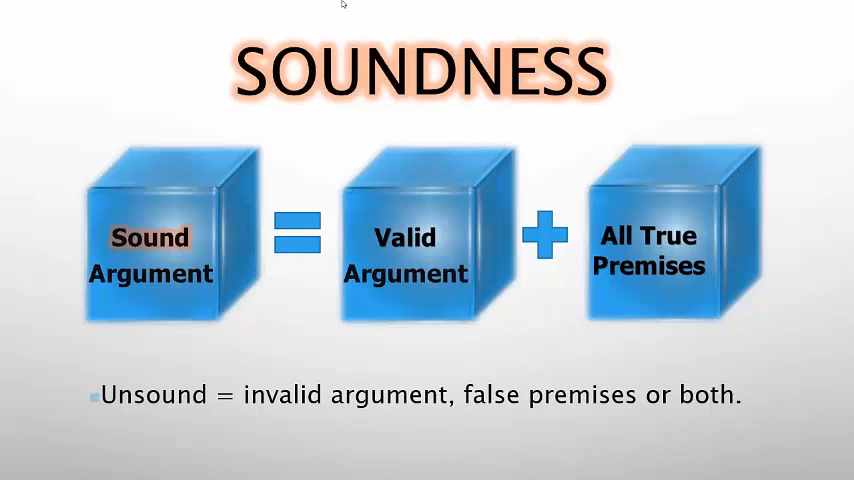 SOUNDNESS
Sound
Argument
=
Valid
Argument
+
All True
Premises
Unsound = invalid argument, false premises or both.